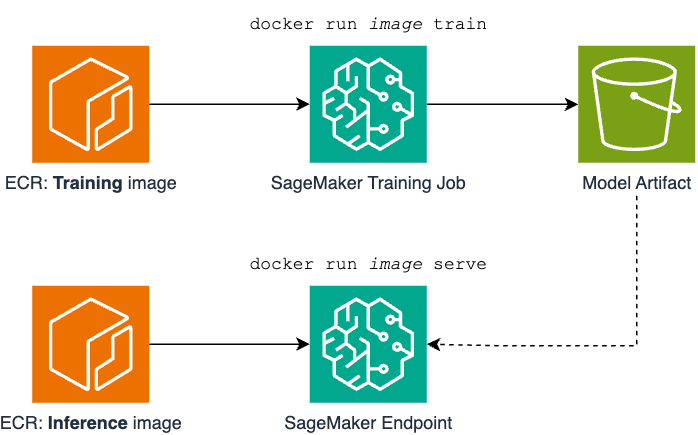 docker run image train
ECR: Training image
SageMaker Training Job
Model Artifact
docker run image serve
ECR: Inference image
SageMaker Endpoint